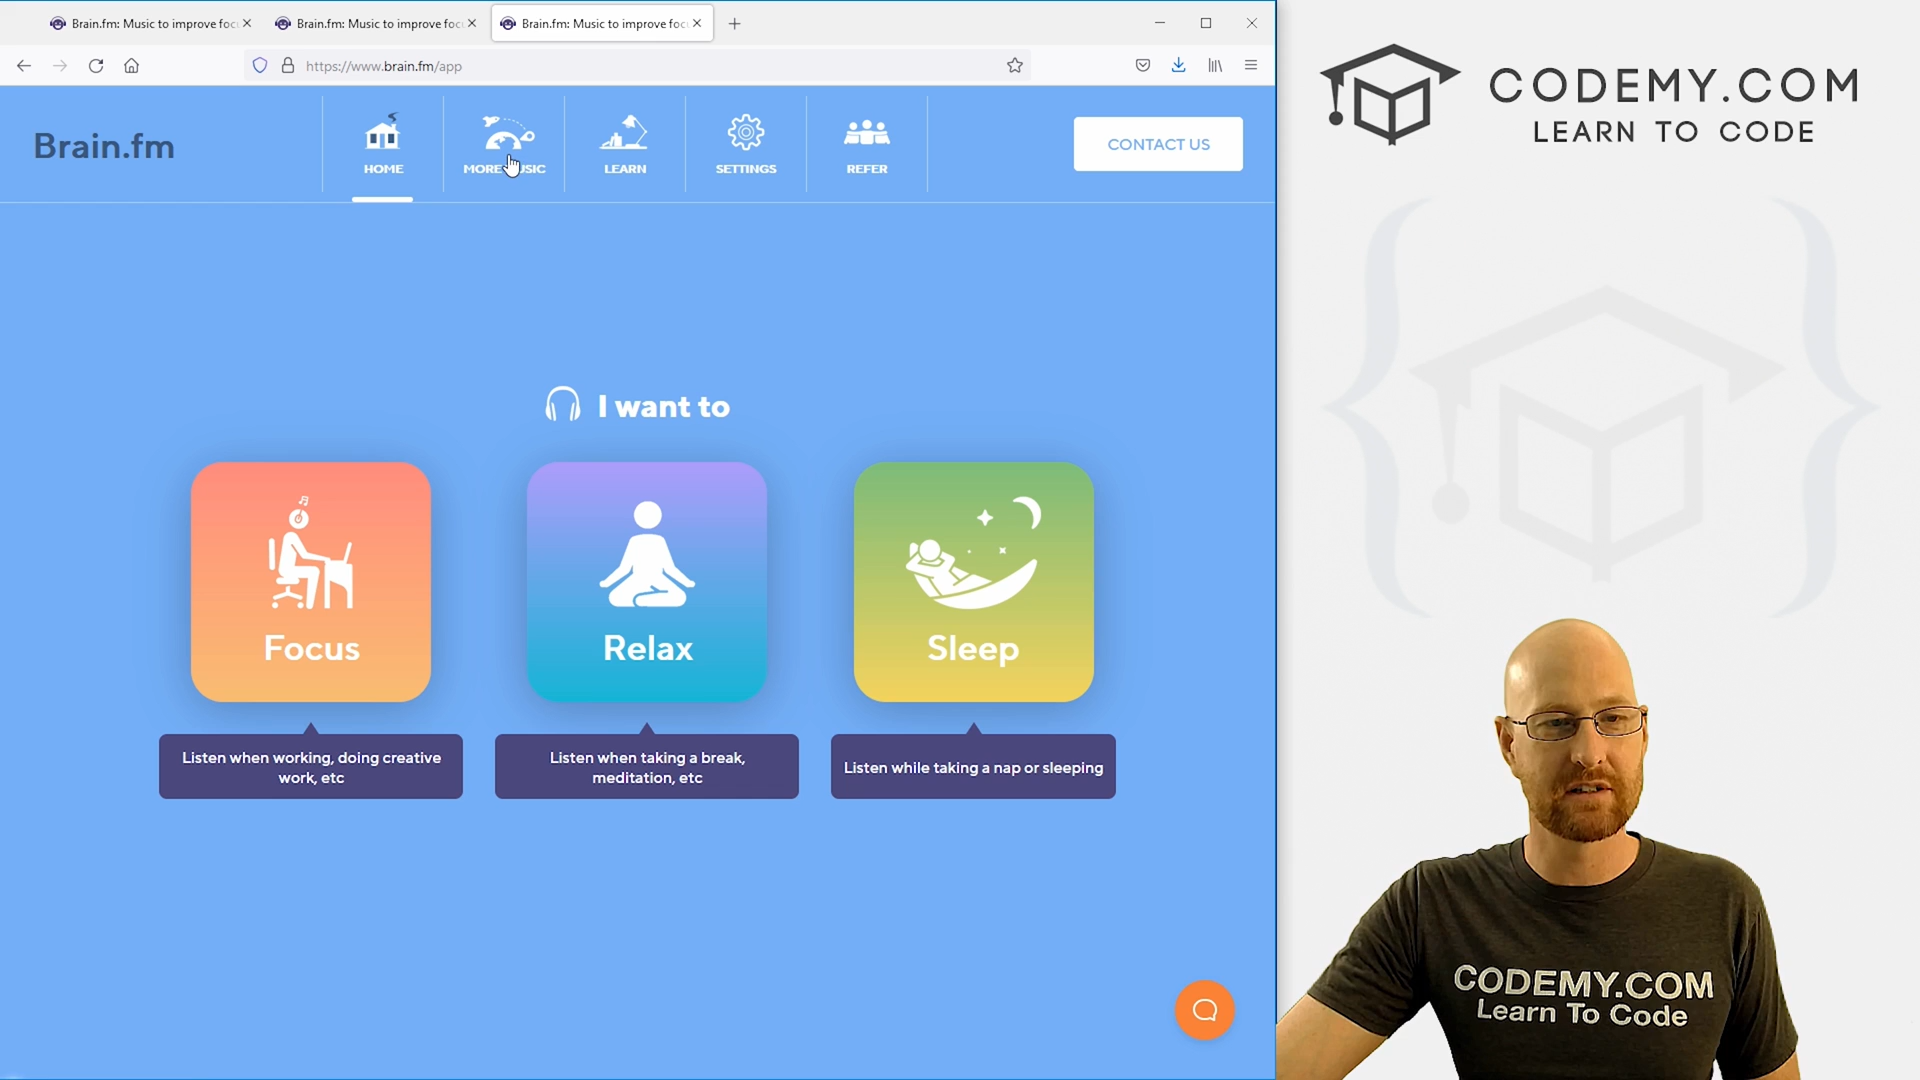 Brain.fm: Music to improve foc
Brain.fm: Music to improve foc
Brain.fm: Music to improve foc
https://www.brain.fm/app
Brain.fm
HOME
LEARN
SETTINGS
REFER
CONTACT US
I want to
Focus
Relax
Sleep
Listen when working, doing creative
work, etc
Listen when taking a break,
meditation, etc
Listen while taking a nap or sleeping
CODEMY.COM
LEARN TO CODE
CODEMY.COM
Learn To Code